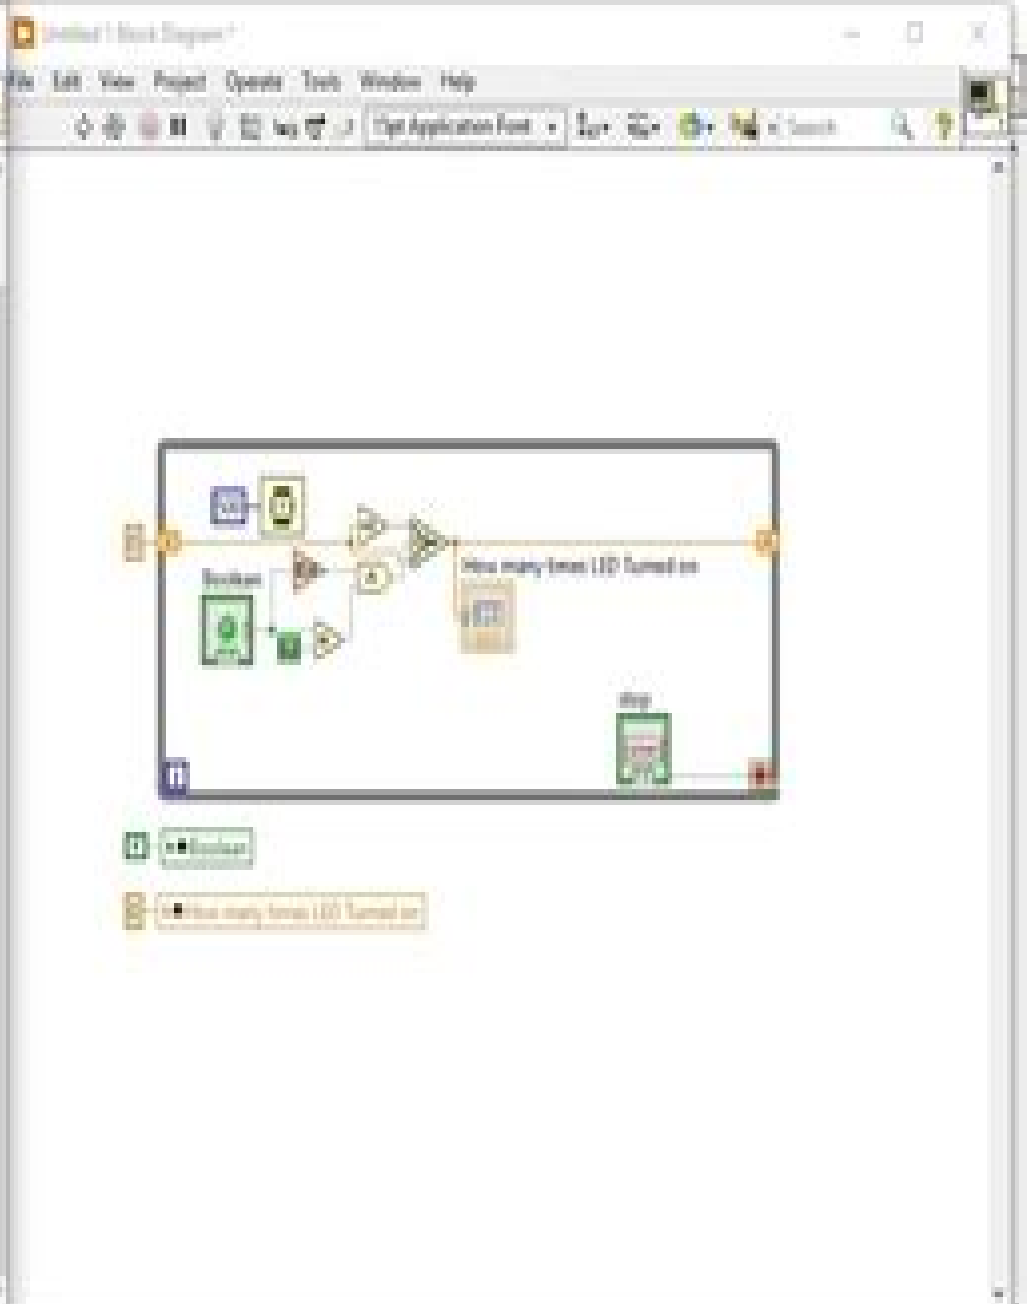 Untitled 1 Block Diagram *
File Edit View Project Operate Tools Window Help
15pt Application Font
Search
Boolean
How many times LED Turned on
stop
STOP
i
Boolean
How many times LED Turned on